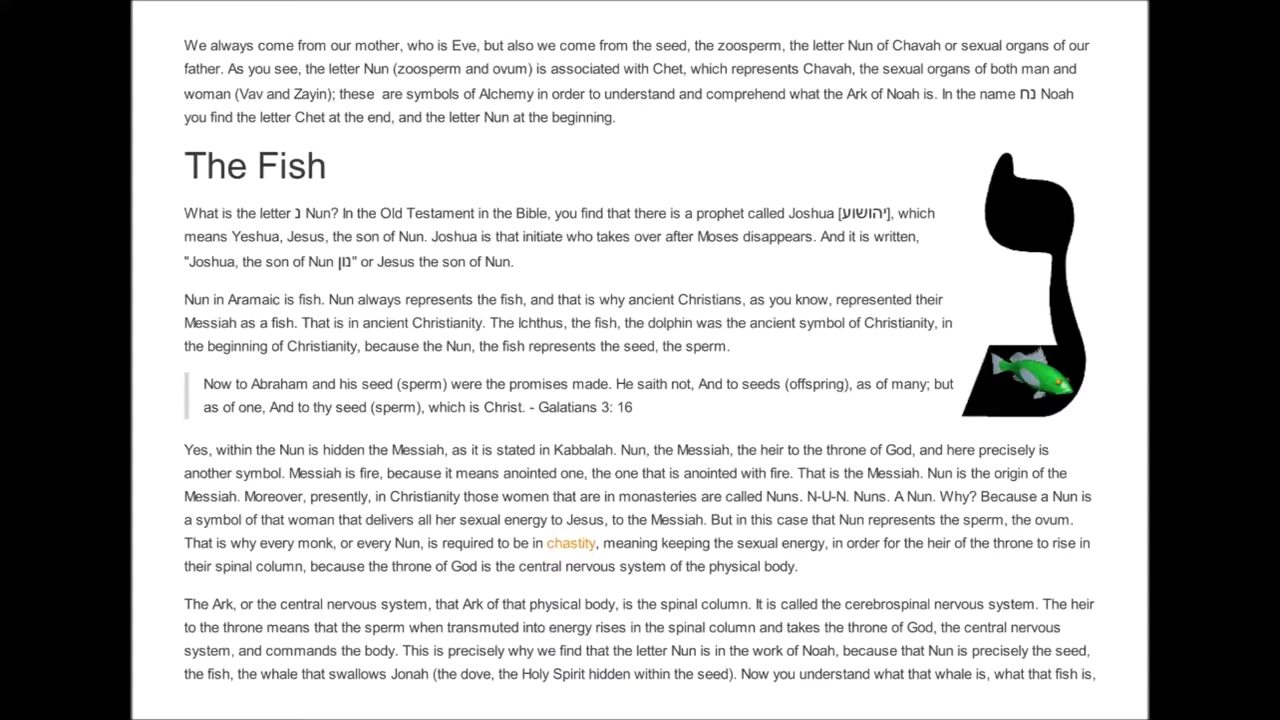 We always come from our mother, who is Eve, but also we come from the seed, the zoosperm, the letter Nun of Chavah or sexual organs of our
father. As you see, the letter Nun (zoosperm and ovum) is associated with Chet, which represents Chavah, the sexual organs of both man and
woman (Vav and Zayin); these are symbols of Alchemy in order to understand and comprehend what the Ark of Noah is. In the name נח Noah
you find the letter Chet at the end, and the letter Nun at the beginning.
The Fish
What is the letter נ Nun? In the Old Testament in the Bible, you find that there is a prophet called Joshua [יהושוע], which
means Yeshua, Jesus, the son of Nun. Joshua is that initiate who takes over after Moses disappears. And it is written,
"Joshua, the son of Nun נון" or Jesus the son of Nun.
Nun in Aramaic is fish. Nun always represents the fish, and that is why ancient Christians, as you know, represented their
Messiah as a fish. That is in ancient Christianity. The Ichthus, the fish, the dolphin was the ancient symbol of Christianity, in
the beginning of Christianity, because the Nun, the fish represents the seed, the sperm.
Now to Abraham and his seed (sperm) were the promises made. He saith not, And to seeds (offspring), as of many; but
as of one, And to thy seed (sperm), which is Christ. - Galatians 3: 16
נ
Yes, within the Nun is hidden the Messiah, as it is stated in Kabbalah. Nun, the Messiah, the heir to the throne of God, and here precisely is
another symbol. Messiah is fire, because it means anointed one, the one that is anointed with fire. That is the Messiah. Nun is the origin of the
Messiah. Moreover, presently, in Christianity those women that are in monasteries are called Nuns. N-U-N. Nuns. A Nun. Why? Because a Nun is
a symbol of that woman that delivers all her sexual energy to Jesus, to the Messiah. But in this case that Nun represents the sperm, the ovum.
That is why every monk, or every Nun, is required to be in chastity, meaning keeping the sexual energy, in order for the heir of the throne to rise in
their spinal column, because the throne of God is the central nervous system of the physical body.
The Ark, or the central nervous system, that Ark of that physical body, is the spinal column. It is called the cerebrospinal nervous system. The heir
to the throne means that the sperm when transmuted into energy rises in the spinal column and takes the throne of God, the central nervous
system, and commands the body. This is precisely why we find that the letter Nun is in the work of Noah, because that Nun is precisely the seed,
the fish, the whale that swallows Jonah (the dove, the Holy Spirit hidden within the seed). Now you understand what that whale is, what that fish is,